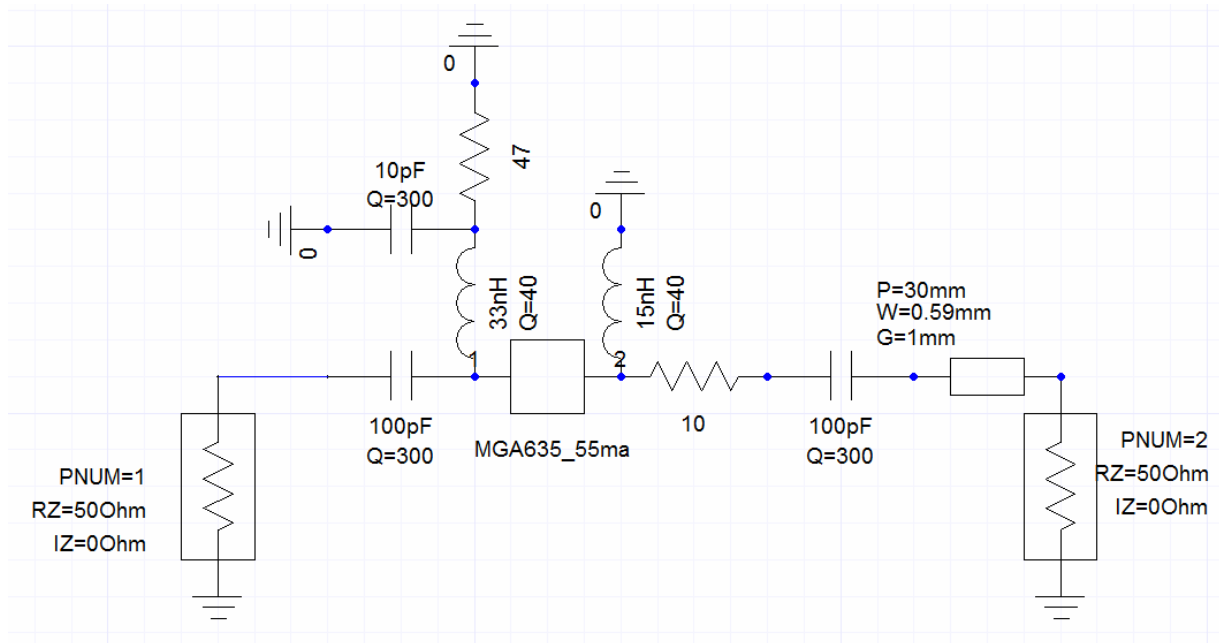 0
47
10pF
Q=300
0
0
33nH
Q=40
15nH
Q=40
P=30mm
W=0.59mm
G=1mm
1
2
100pF
Q=300
MGA635_55ma
10
100pF
Q=300
PNUM=1
RZ=50Ohm
IZ=0Ohm
PNUM=2
RZ=50Ohm
IZ=0Ohm